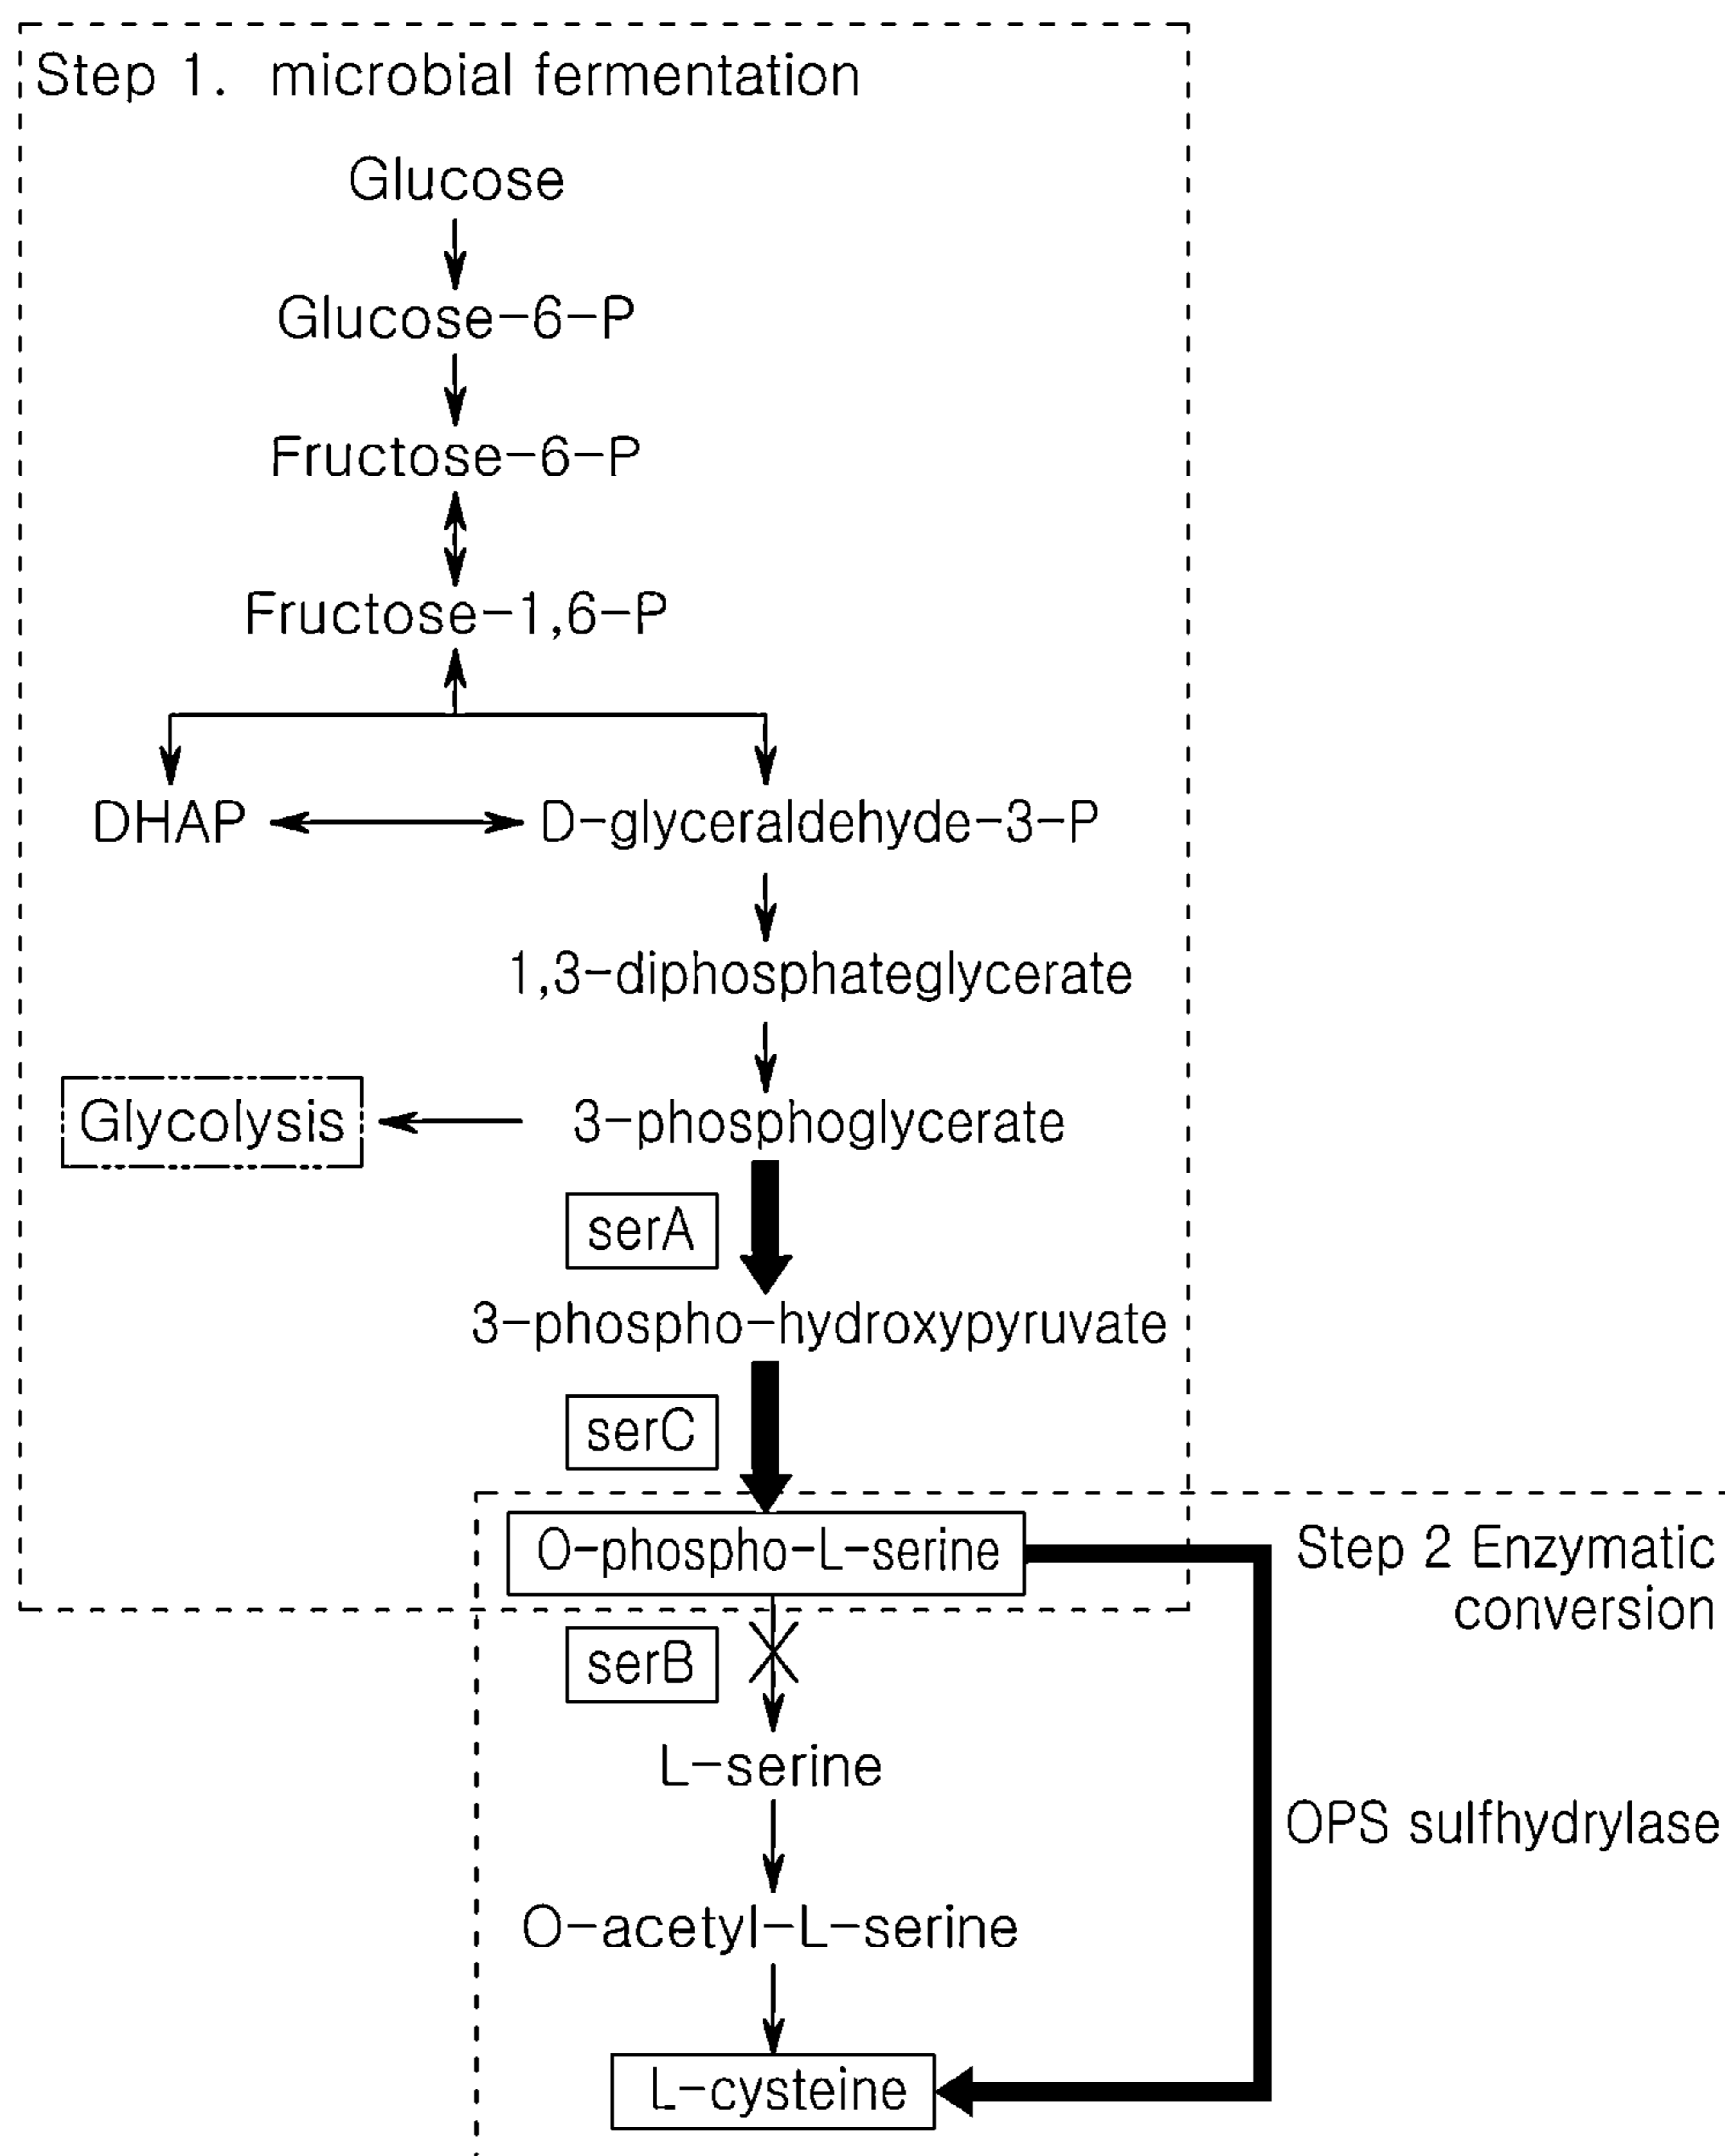 Step 1. microbial fermentation
Glucose
Glucose-6-P
Fructose-6-P
Fructose-1,6-P
DHAP
D-glyceraldehyde-3-P
1,3-diphosphateglycerate
Glycolysis
3-phosphoglycerate
serA
3-phospho-hydroxypyruvate
serC
O-phospho-L-serine
Step 2 Enzymatic
conversion
serB
L-serine
OPS sulfhydrylase
O-acetyl-L-serine
L-cysteine